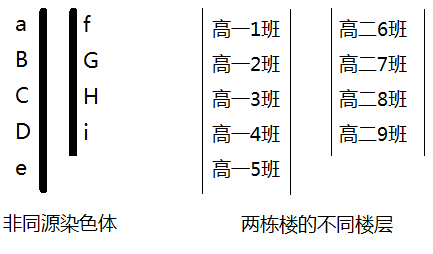 a f 高一1班 高二6班
B G 高一2班 高二7班
C H 高一3班 高二8班
D i 高一4班 高二9班
e 高一5班
非同源染色体 两栋楼的不同楼层